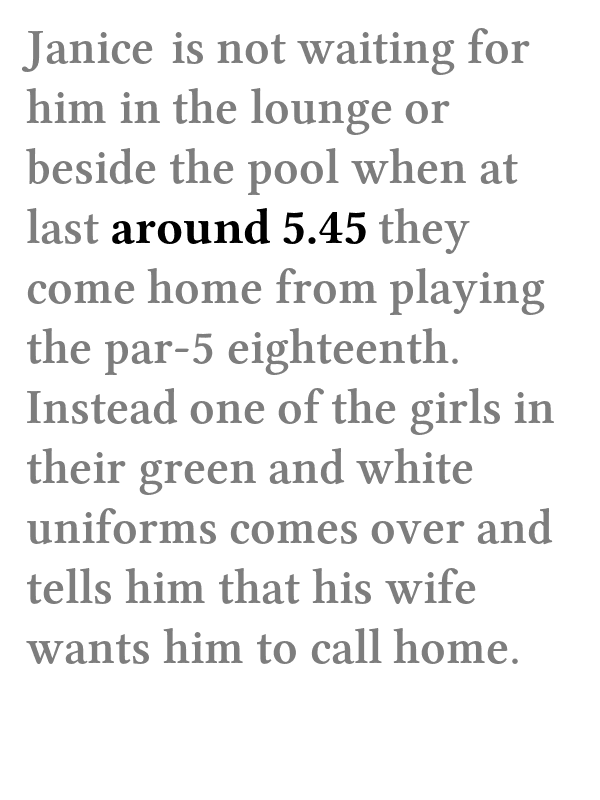 Janice is not waiting for
him in the lounge or
beside the pool when at
last around 5.45 they
come home from playing
the par-5 eighteenth.
Instead one of the girls in
their green and white
uniforms comes over and
tells him that his wife
wants him to call home.